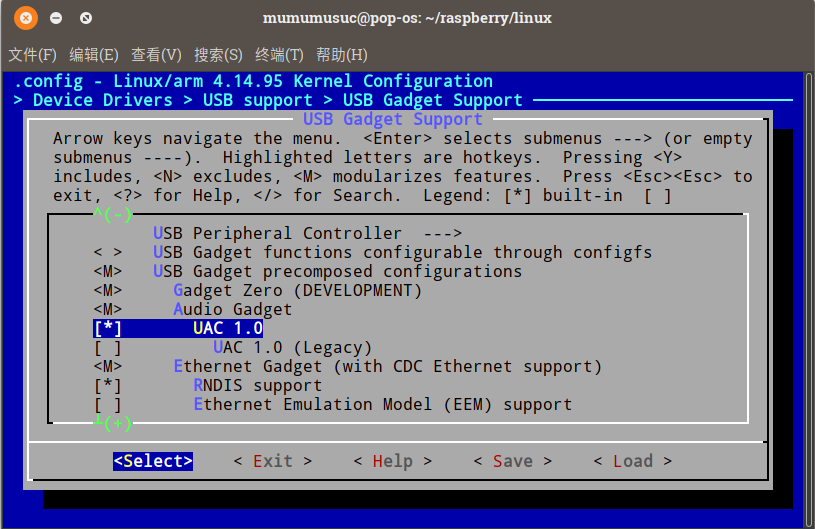 mumumusuc@pop-os: ~/raspberry/linux
文件(F) 编辑(E) 查看(V) 搜索(S) 终端(T) 帮助(H)
.config - Linux/arm 4.14.95 Kernel Configuration
> Device Drivers > USB support > USB Gadget Support
USB Gadget Support
Arrow keys navigate the menu.  <Enter> selects submenus ---> (or empty
submenus ----).  Highlighted letters are hotkeys.  Pressing <Y>
includes, <N> excludes, <M> modularizes features.  Press <Esc><Esc> to
exit, <?> for Help, </> for Search.  Legend: [*] built-in  [ ]
^(-)
USB Peripheral Controller  --->
< >   USB Gadget functions configurable through configfs
<M>   USB Gadget precomposed configurations
<M>     Gadget Zero (DEVELOPMENT)
<M>     Audio Gadget
[*]       UAC 1.0
[ ]         UAC 1.0 (Legacy)
<M>     Ethernet Gadget (with CDC Ethernet support)
[*]       RNDIS support
[ ]       Ethernet Emulation Model (EEM) support
┴(+)
<Select>    < Exit >    < Help >    < Save >    < Load >